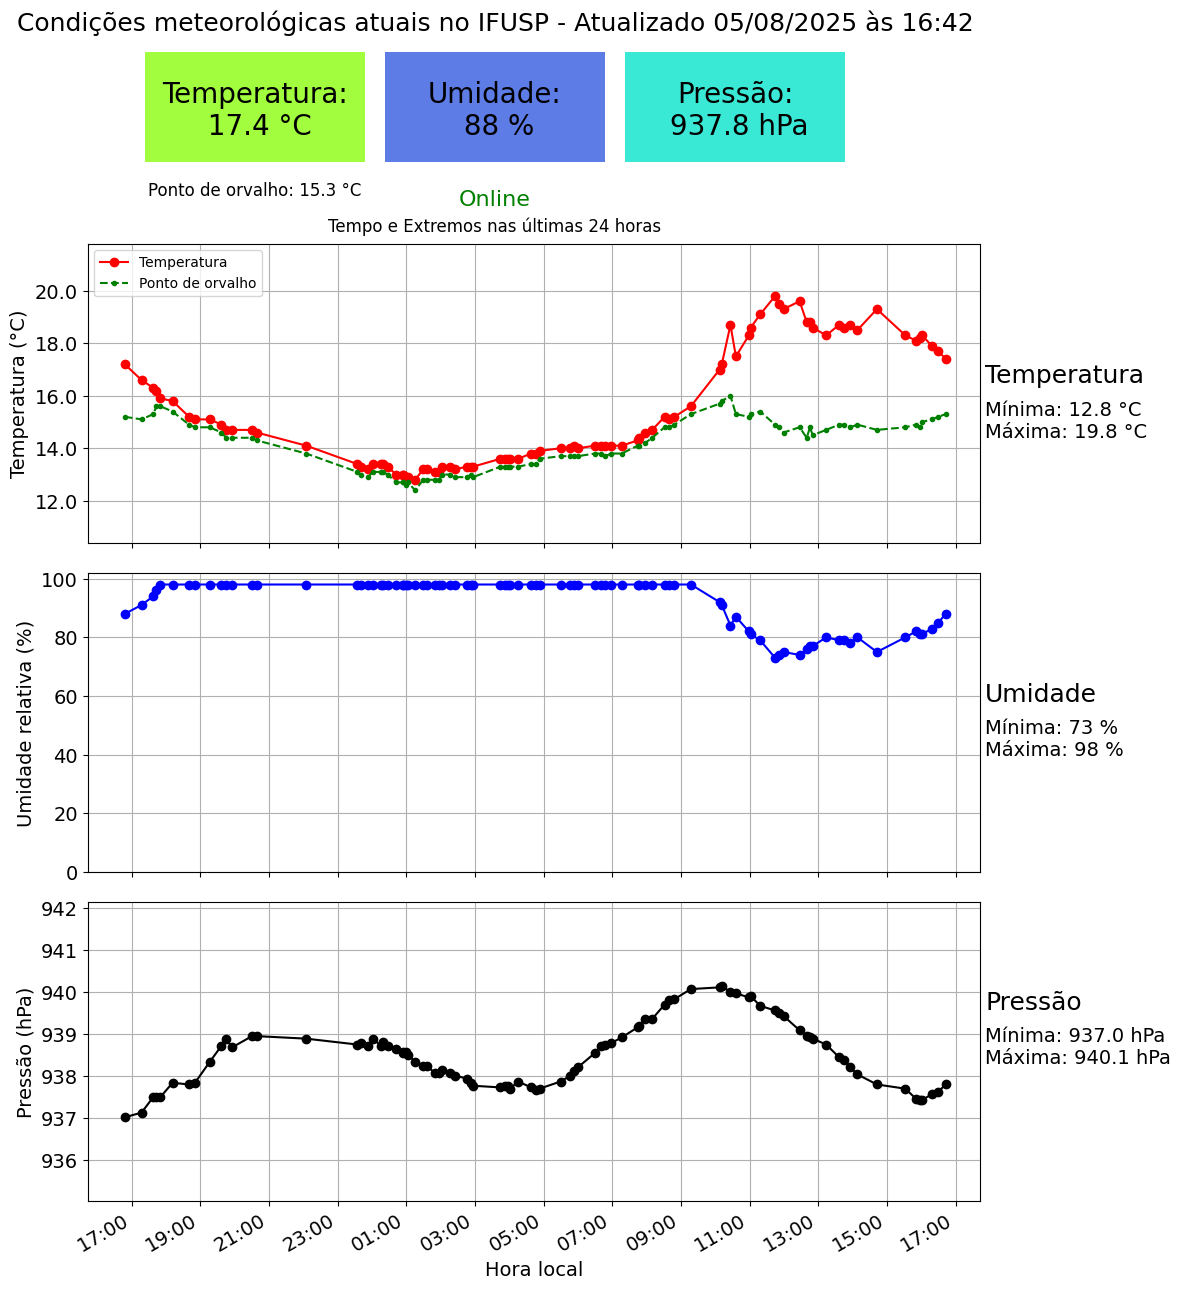 Condições meteorológicas atuais no IFUSP - Atualizado 05/08/2025 às 16:42
Temperatura:
17.4 °C
Umidade:
88 %
Pressão:
937.8 hPa
Ponto de orvalho: 15.3 °C
Online
Tempo e Extremos nas últimas 24 horas
Temperatura
Ponto de orvalho
Temperatura (°C)
20.0
18.0
16.0
14.0
12.0
Temperatura
Mínima: 12.8 °C
Máxima: 19.8 °C
Umidade relativa (%)
100
80
60
40
20
0
Umidade
Mínima: 73 %
Máxima: 98 %
Pressão (hPa)
942
941
940
939
938
937
936
Pressão
Mínima: 937.0 hPa
Máxima: 940.1 hPa
17:00 19:00 21:00 23:00 01:00 03:00 05:00 07:00 09:00 11:00 13:00 15:00 17:00
Hora local